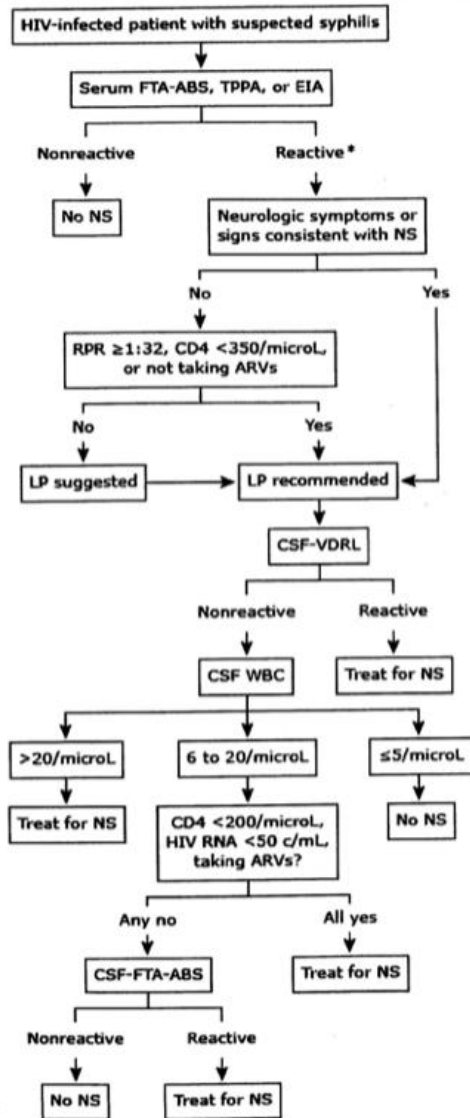 HIV-infected patient with suspected syphilis
Serum FTA-ABS, TPPA, or EIA
Nonreactive
Reactive*
No NS
Neurologic symptoms or
signs consistent with NS
No
Yes
RPR ≥1:32, CD4 <350/microL,
or not taking ARVs
No
Yes
LP suggested
LP recommended
CSF-VDRL
Nonreactive
Reactive
CSF WBC
Treat for NS
>20/microL
6 to 20/microL
≤5/microL
Treat for NS
CD4 <200/microL,
HIV RNA <50 c/mL,
taking ARVs?
No NS
Any no
All yes
CSF-FTA-ABS
Treat for NS
Nonreactive
Reactive
No NS
Treat for NS